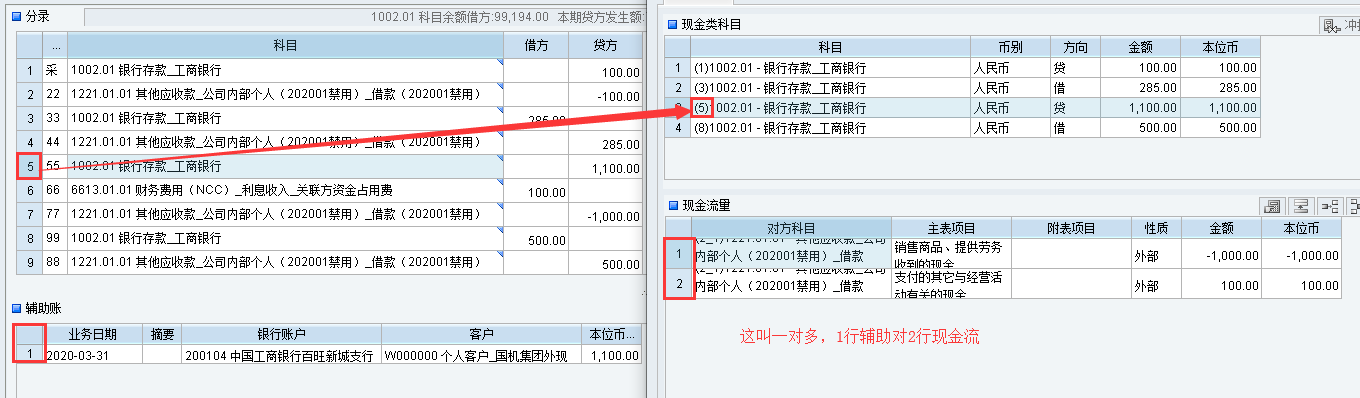 分录
1002.01 科目余额借方:99,194.00 本期贷方发生额:
... 科目 借方 贷方
1 采 1002.01 银行存款_工商银行 100.00
2 22 1221.01.01 其他应收款_公司内部个人（202001禁用）_借款（202001禁用） -100.00
3 33 1002.01 银行存款_工商银行 285.00
4 44 1221.01.01 其他应收款_公司内部个人（202001禁用）_借款（202001禁用） 285.00
5 55 1002.01 银行存款_工商银行 1,100.00
6 66 6613.01.01 财务费用（NCC）_利息收入_关联方资金占用费 100.00
7 77 1221.01.01 其他应收款_公司内部个人（202001禁用）_借款（202001禁用） -1,000.00
8 99 1002.01 银行存款_工商银行 500.00
9 88 1221.01.01 其他应收款_公司内部个人（202001禁用）_借款（202001禁用） 500.00
辅助账
业务日期 摘要 银行账户 客户 本位币...
1 2020-03-31 200104 中国工商银行百旺新城支行 W000000 个人客户_国机集团外现 1,100.00
现金类科目
科目 币别 方向 金额 本位币
1 (1)1002.01 - 银行存款_工商银行 人民币 贷 100.00 100.00
2 (3)1002.01 - 银行存款_工商银行 人民币 借 285.00 285.00
3 (5)1002.01 - 银行存款_工商银行 人民币 贷 1,100.00 1,100.00
4 (8)1002.01 - 银行存款_工商银行 人民币 借 500.00 500.00
现金流量
对方科目 主表项目 附表项目 性质 金额 本位币
1 (2_1)1221.01.01 - 其他应收款_公司 销售商品、提供劳务
内部个人（202001禁用）_借款 收到的现金 外部 -1,000.00 -1,000.00
2 (2_1)1221.01.01 - 其他应收款_公司 支付的其它与经营活
内部个人（202001禁用）_借款 动有关的现金 外部 100.00 100.00
这叫一对多，1行辅助对2行现金流